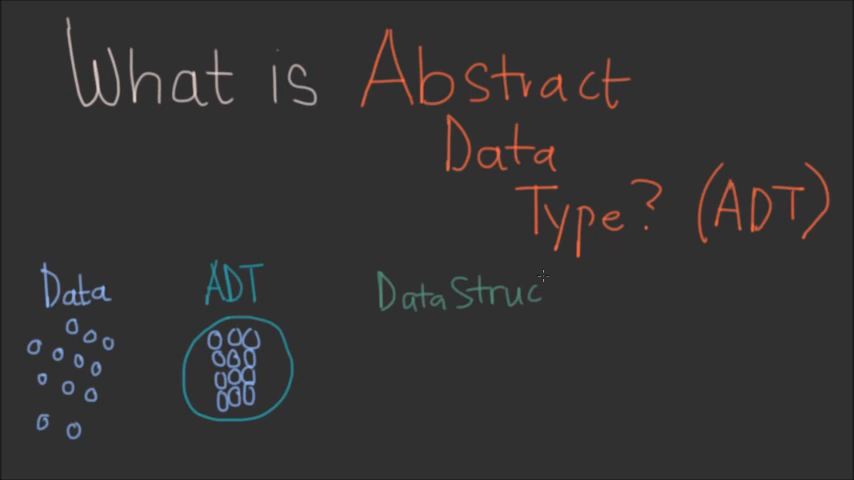 What is Abstract
Data
Type? (ADT)
Data ADT DataStruc